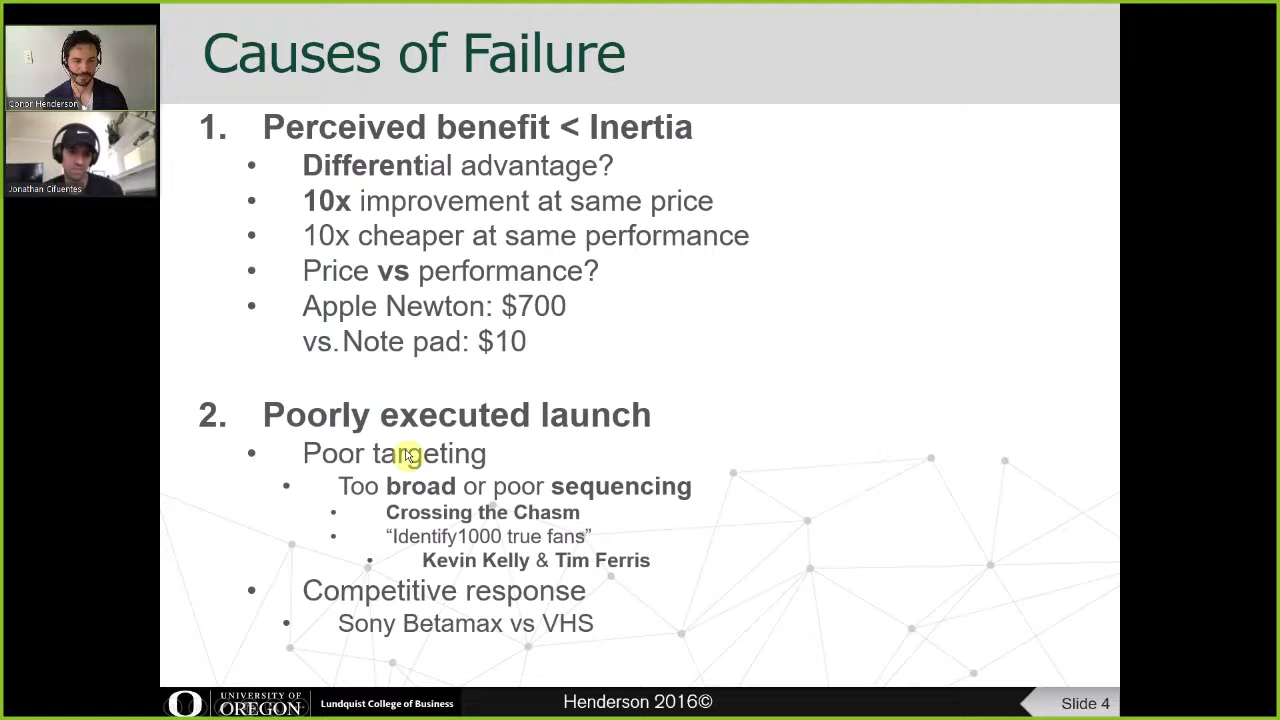 Causes of Failure
Conor Henderson
Jonathan Cifuentes
1. Perceived benefit < Inertia
• Differential advantage?
• 10x improvement at same price
• 10x cheaper at same performance
• Price vs performance?
• Apple Newton: $700
vs. Note pad: $10
2. Poorly executed launch
• Poor targeting
• Too broad or poor sequencing
• Crossing the Chasm
• “Identify1000 true fans”
• Kevin Kelly & Tim Ferris
• Competitive response
• Sony Betamax vs VHS
UNIVERSITY OF
OREGON
Lundquist College of Business
Henderson 2016©
Slide 4